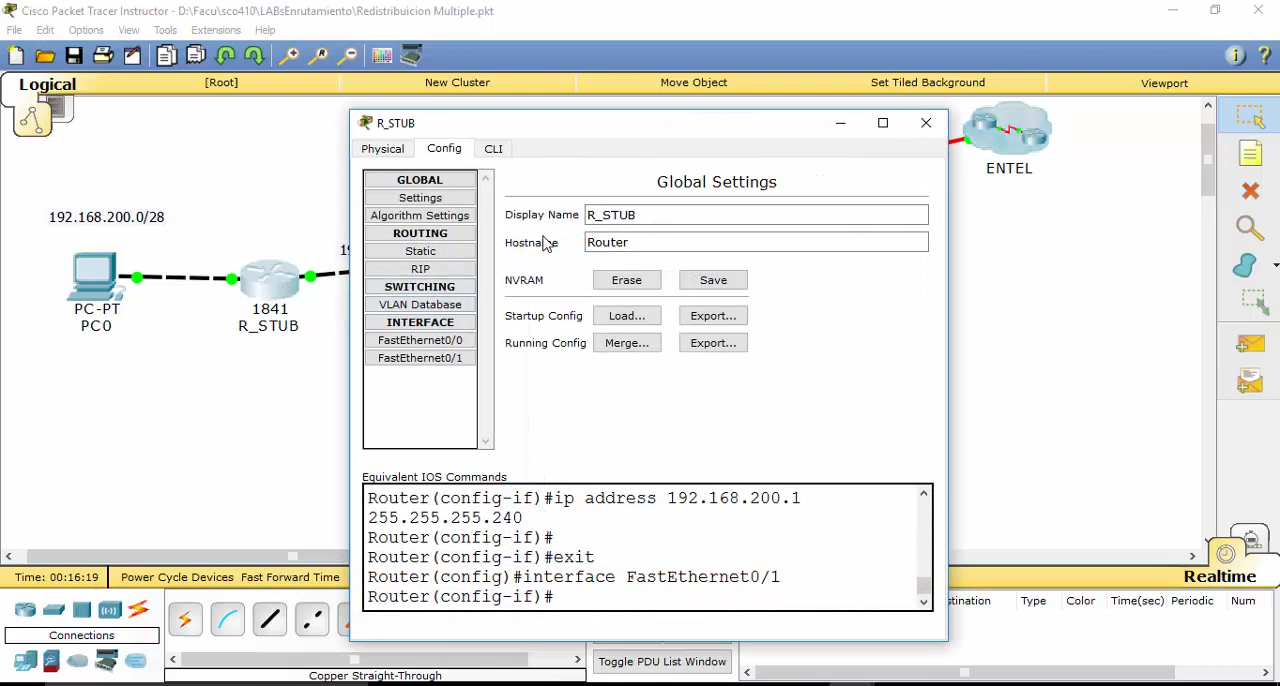 Cisco Packet Tracer Instructor - D:\Facu\sco410\LABsEnrutamiento\Redistribuicion Multiple.pkt
File Edit Options View Tools Extensions Help
Logical [Root] New Cluster Move Object Set Tiled Background Viewport
R_STUB
Physical Config CLI
GLOBAL
Settings
Algorithm Settings
ROUTING
Static
RIP
SWITCHING
VLAN Database
INTERFACE
FastEthernet0/0
FastEthernet0/1
Global Settings
Display Name R_STUB
Hostname Router
NVRAM Erase Save
Startup Config Load... Export...
Running Config Merge... Export...
Equivalent IOS Commands
Router(config-if)#ip address 192.168.200.1
255.255.255.240
Router(config-if)#
Router(config-if)#exit
Router(config)#interface FastEthernet0/1
Router(config-if)#
192.168.200.0/28
PC-PT
PC0
1841
R_STUB
ENTEL
Time: 00:16:19 Power Cycle Devices Fast Forward Time
Realtime
Connections
Copper Straight-Through
Toggle PDU List Window
stination Type Color Time(sec) Periodic Num